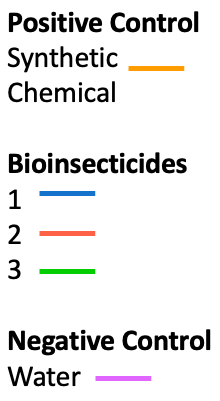 Positive Control
Synthetic
Chemical
Bioinsecticides
1
2
3
Negative Control
Water